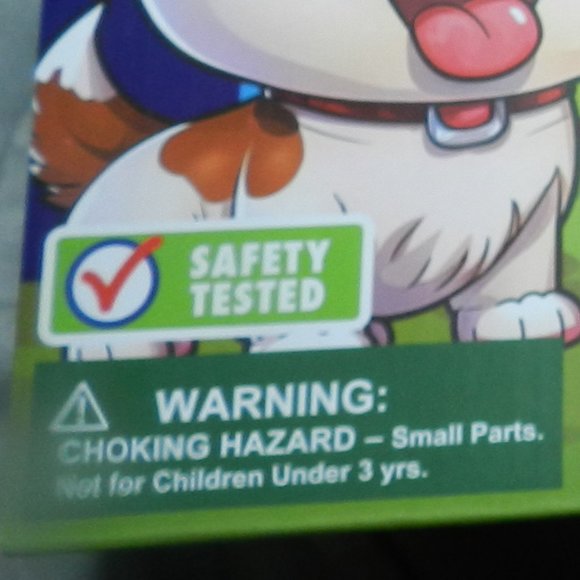 SAFETY
TESTED
WARNING:
CHOKING HAZARD – Small Parts.
Not for Children Under 3 yrs.